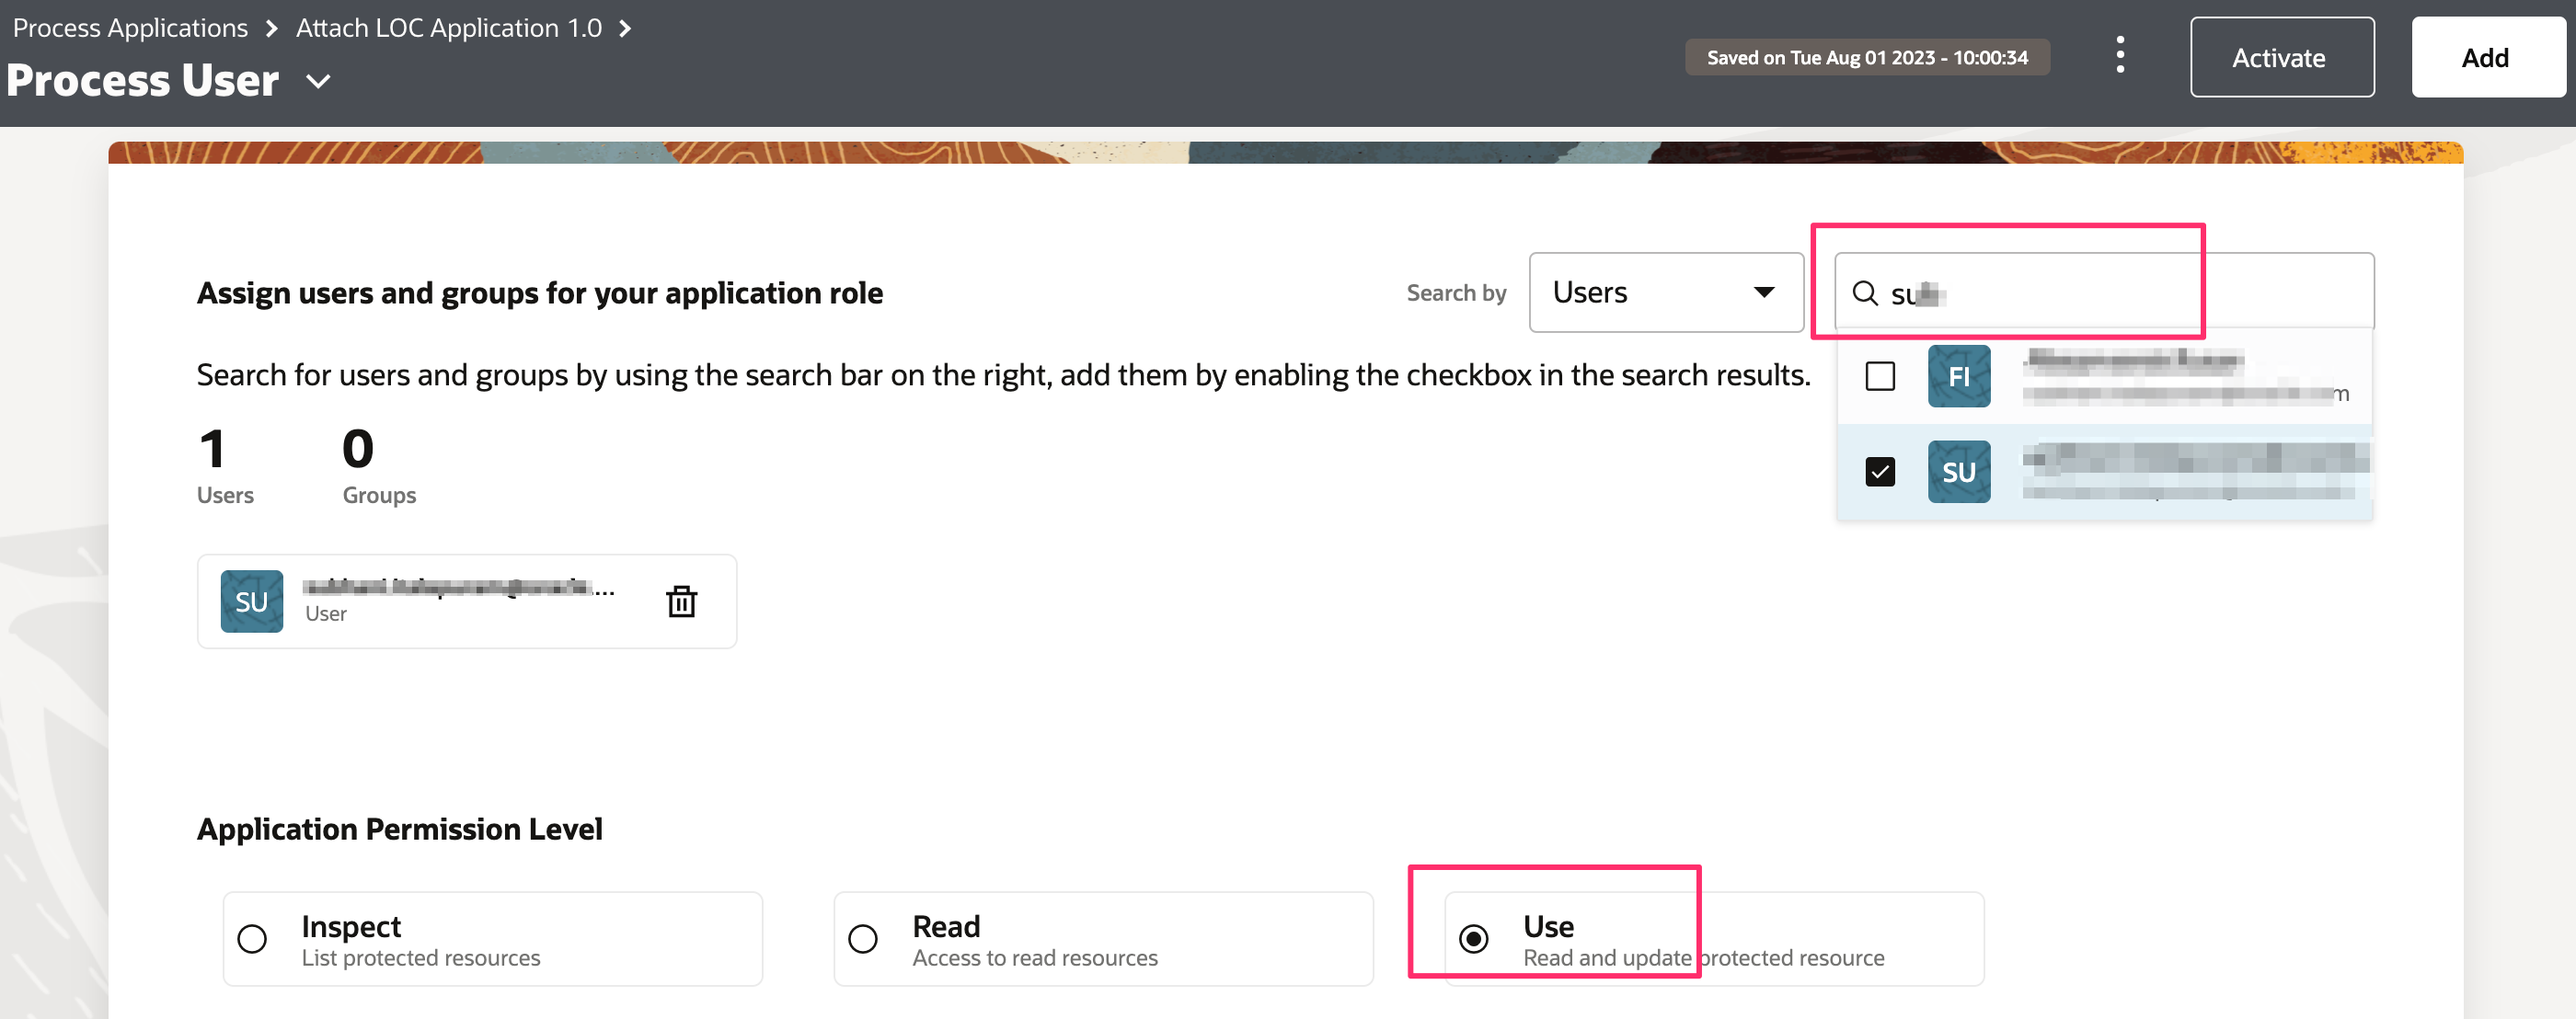 Process Applications > Attach LOC Application 1.0 >
Process User
Saved on Tue Aug 01 2023 - 10:00:34
Activate
Add
Assign users and groups for your application role
Search by
Users
su
Search for users and groups by using the search bar on the right, add them by enabling the checkbox in the search results.
FI
SU
1
Users
0
Groups
SU
User
Application Permission Level
Inspect
List protected resources
Read
Access to read resources
Use
Read and update protected resource